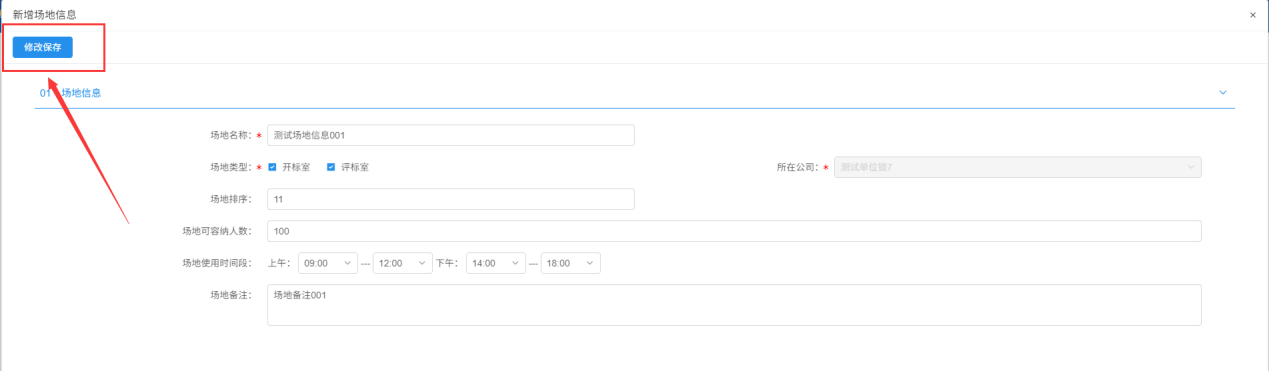 新增场地信息 ×
修改保存
01 场地信息
场地名称： * 测试场地信息001
场地类型： * 开标室 评标室 所在公司： *
场地排序： 11
场地可容纳人数： 100
场地使用时间段： 上午： 09:00 --- 12:00 下午： 14:00 --- 18:00
场地备注： 场地备注001